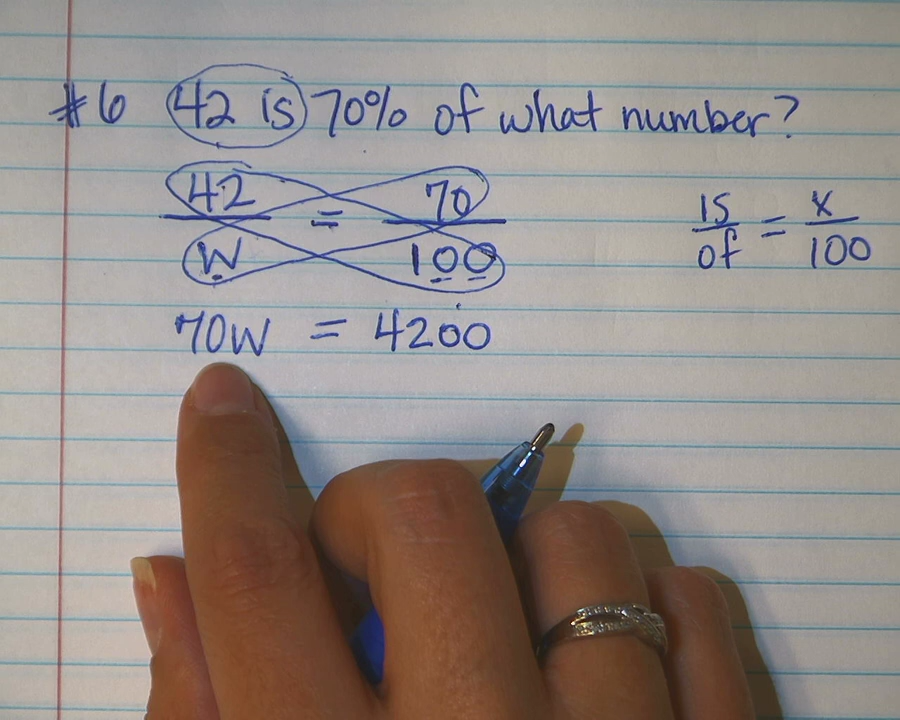 #6 42 is 70% of what number?
42 = 70
W 100
is = x
of 100
70W = 4200